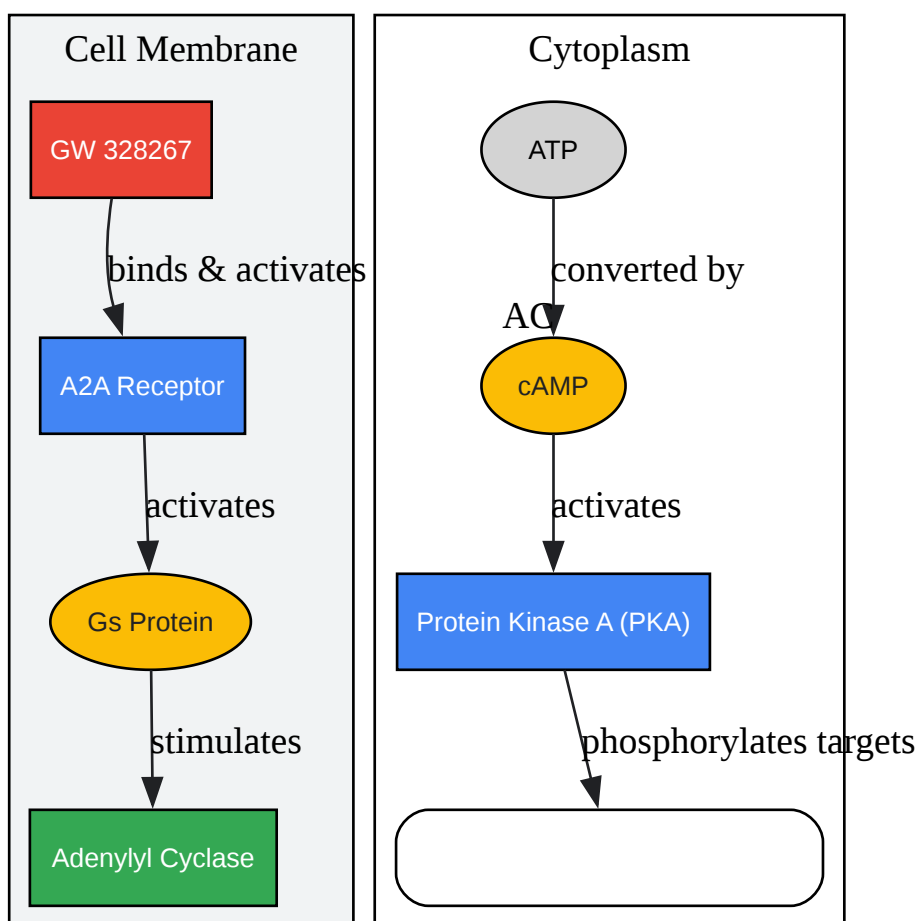 Cell Membrane
GW 328267
binds & activates
A2A Receptor
activates
Gs Protein
stimulates
Adenylyl Cyclase
Cytoplasm
ATP
converted by
AC
cAMP
activates
Protein Kinase A (PKA)
phosphorylates targets